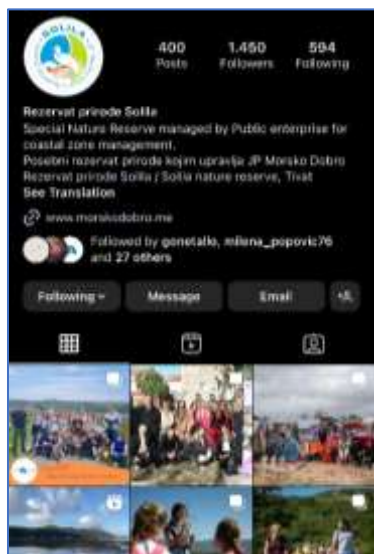 SOLILA
400 1.450 594
Posts Followers Following
Rezervat prirode Solila
Special Nature Reserve managed by Public enterprise for
coastal zone management.
Posebni rezervat prirode kojim upravlja JP Morsko Dobro
Rezervat prirode Solila / Solila nature reserve, Tivat
See Translation
www.morskodobro.me
Followed by gonetallo, milena_popovic76
and 27 others
Following Message Email